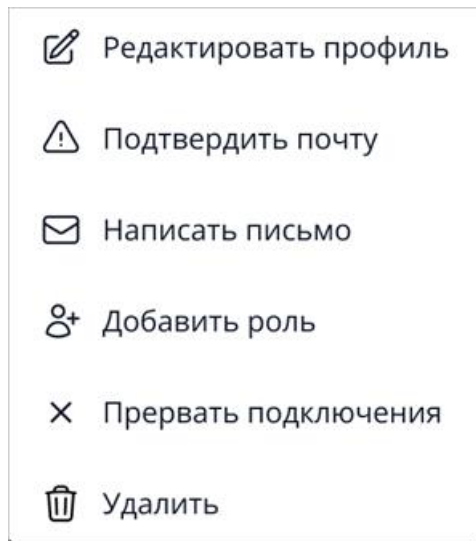 Редактировать профиль
Подтвердить почту
Написать письмо
Добавить роль
Прервать подключения
Удалить